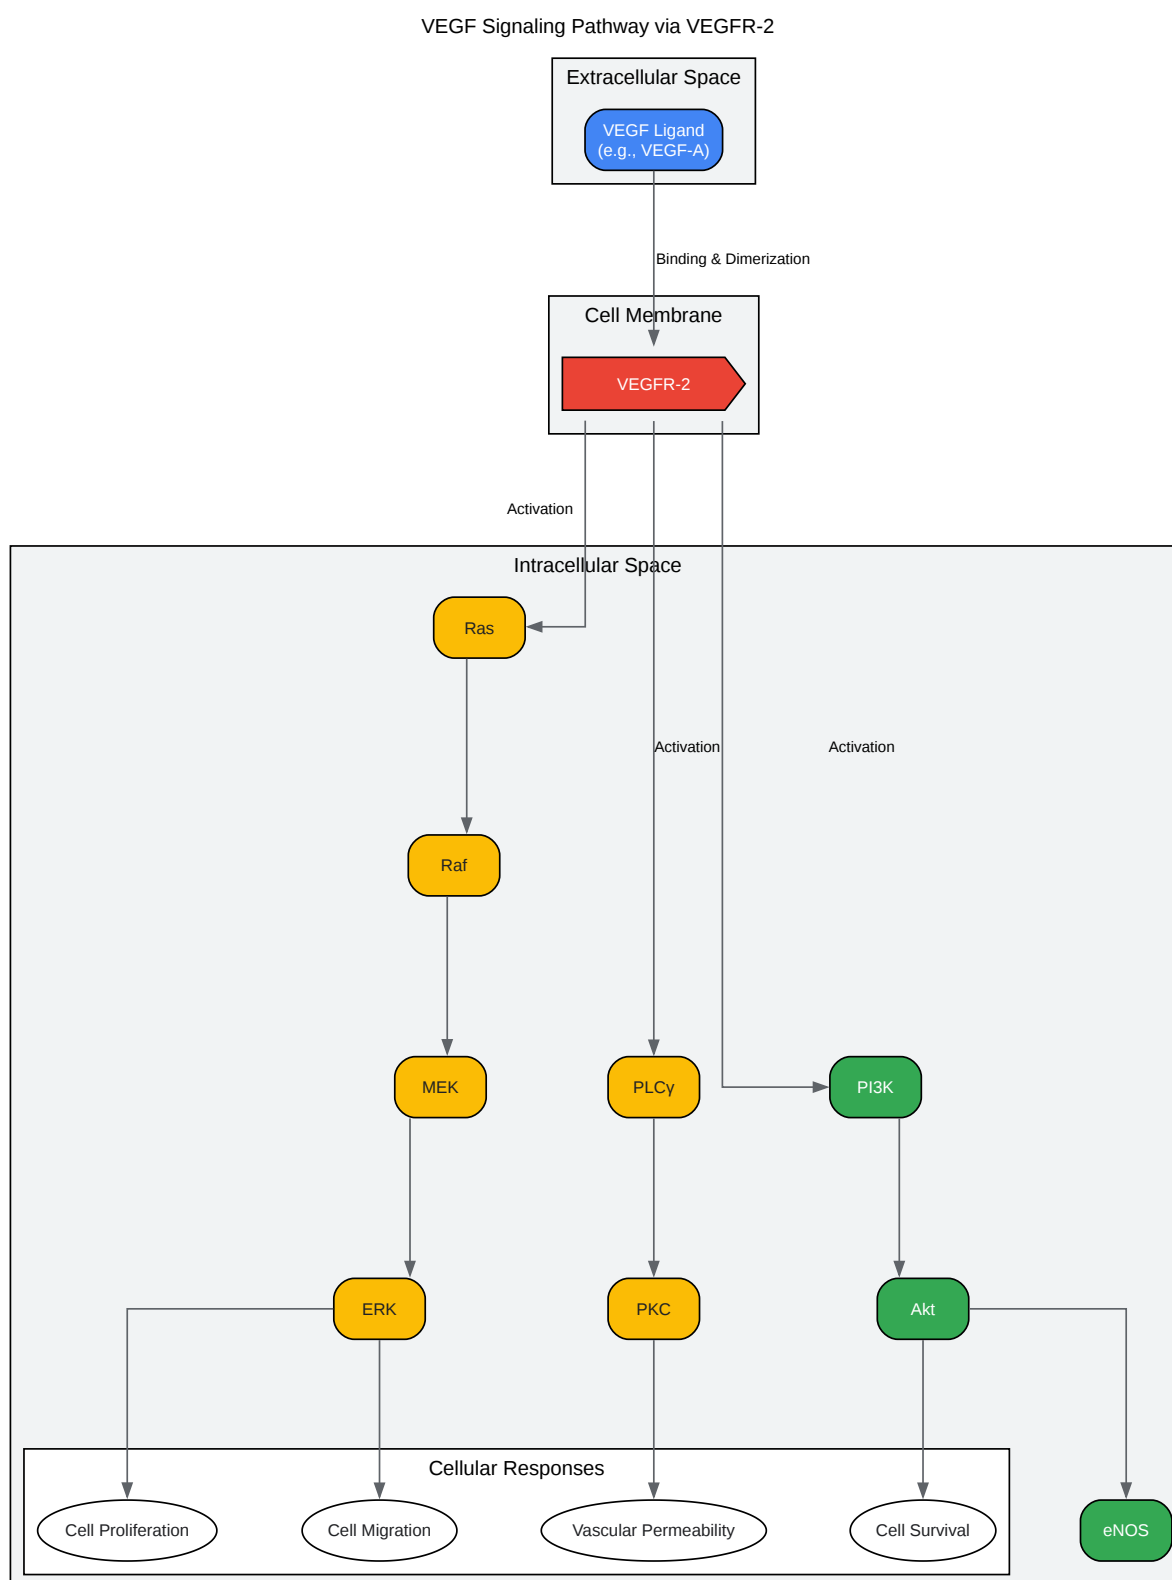 VEGF Signaling Pathway via VEGFR-2
Extracellular Space
VEGF Ligand
(e.g., VEGF-A)
Binding & Dimerization
Cell Membrane
VEGFR-2
Activation
Intracellular Space
Ras
Activation
Activation
Raf
MEK
PLCγ
PI3K
ERK
PKC
Akt
Cellular Responses
Cell Proliferation
Cell Migration
Vascular Permeability
Cell Survival
eNOS